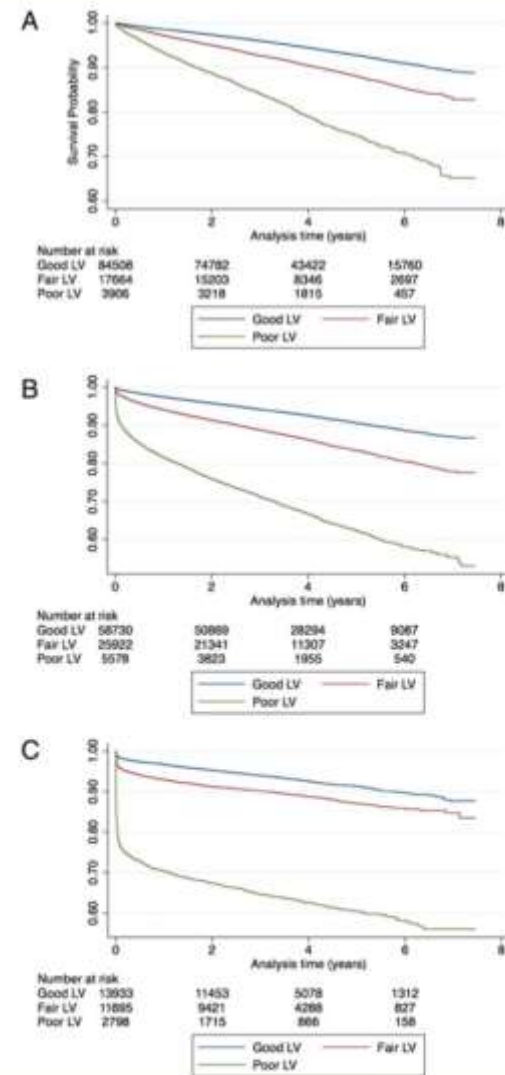 A
1.00
0.90
0.80
0.70
0.60
Survival Probability
0 2 4 6 8
Analysis time (years)
Number at risk
Good LV 84508 74782 43422 15760
Fair LV 17664 15203 8346 2697
Poor LV 3906 3218 1815 457
Good LV Fair LV
Poor LV
B
1.00
0.90
0.80
0.70
0.60
0 2 4 6 8
Analysis time (years)
Number at risk
Good LV 58730 50869 28294 9087
Fair LV 25922 21341 11307 3247
Poor LV 5578 3823 1955 540
Good LV Fair LV
Poor LV
C
1.00
0.90
0.80
0.70
0.60
0 2 4 6 8
Analysis time (years)
Number at risk
Good LV 13933 11453 5078 1312
Fair LV 11895 9421 4288 827
Poor LV 2798 1715 866 158
Good LV Fair LV
Poor LV